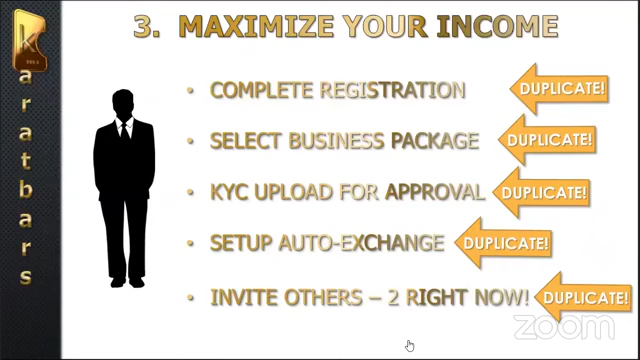 3. MAXIMIZE YOUR INCOME
karatbars
• COMPLETE REGISTRATION
DUPLICATE!
• SELECT BUSINESS PACKAGE
DUPLICATE!
• KYC UPLOAD FOR APPROVAL
DUPLICATE!
• SETUP AUTO-EXCHANGE
DUPLICATE!
• INVITE OTHERS – 2 RIGHT NOW!
DUPLICATE!
zoom